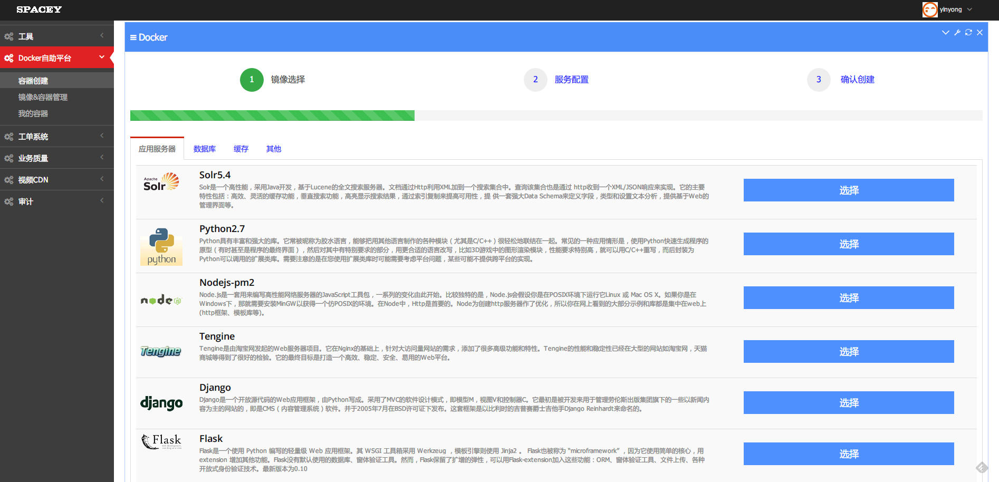 SPACEY
yinyong
工具
Docker自助平台
容器创建
镜像&容器管理
我的容器
工单系统
业务质量
视频CDN
审计
Docker
1 镜像选择
2 服务配置
3 确认创建
应用服务器 数据库 缓存 其他
Apache
Solr
Solr5.4
Solr是一个高性能，采用Java开发，基于Lucene的全文搜索服务器。文档通过Http利用XML加到一个搜索集合中。查询该集合也是通过 http收到一个XML/JSON响应来实现。它的主要
特性包括：高效、灵活的缓存功能，垂直搜索功能，高亮显示搜索结果，通过索引复制来提高可用性，提 供一套强大Data Schema来定义字段，类型和设置文本分析，提供基于Web的
管理界面等。
选择
python
Python2.7
Python具有丰富和强大的库。它常被昵称为胶水语言，能够把用其他语言制作的各种模块（尤其是C/C++）很轻松地联结在一起。常见的一种应用情形是，使用Python快速生成程序的
原型（有时甚至是程序的最终界面），然后对其中有特别要求的部分，用更合适的语言改写，比如3D游戏中的图形渲染模块，性能要求特别高，就可以用C/C++重写，而后封装为
Python可以调用的扩展类库。需要注意的是在您使用扩展类库时可能需要考虑平台问题，某些可能不提供跨平台的实现。
选择
node
JS
Nodejs-pm2
Node.js是一套用来编写高性能网络服务器的JavaScript工具包，一系列的变化由此开始。比较独特的是，Node.js会假设你是在POSIX环境下运行它Linux 或 Mac OS X。如果你是在
Windows下，那就需要安装MinGW以获得一个仿POSIX的环境。在Node中，Http是首要的。Node为创建http服务器作了优化，所以你在网上看到的大部分示例和库都是集中在web上
(http框架、模板库等)。
选择
Tengine
Tengine
Tengine是由淘宝网发起的Web服务器项目。它在Nginx的基础上，针对大访问量网站的需求，添加了很多高级功能和特性。Tengine的性能和稳定性已经在大型的网站如淘宝网，天猫
商城等得到了很好的检验。它的最终目标是打造一个高效、稳定、安全、易用的Web平台。
选择
django
Django
Django是一个开放源代码的Web应用框架，由Python写成。采用了MVC的软件设计模式，即模型M，视图V和控制器C。它最初是被开发来用于管理劳伦斯出版集团旗下的一些以新闻内
容为主的网站的，即是CMS（内容管理系统）软件。并于2005年7月在BSD许可证下发布。这套框架是以比利时的吉普赛爵士吉他手Django Reinhardt来命名的。
选择
Flask
web development,
one drop at a time
Flask
Flask是一个使用 Python 编写的轻量级 Web 应用框架。其 WSGI 工具箱采用 Werkzeug ，模板引擎则使用 Jinja2 。 Flask也被称为 “microframework” ，因为它使用简单的核心，用
extension 增加其他功能。Flask没有默认使用的数据库、窗体验证工具。然而，Flask保留了扩增的弹性，可以用Flask-extension加入这些功能：ORM、窗体验证工具、文件上传、各种
开放式身份验证技术。最新版本为0.10
选择